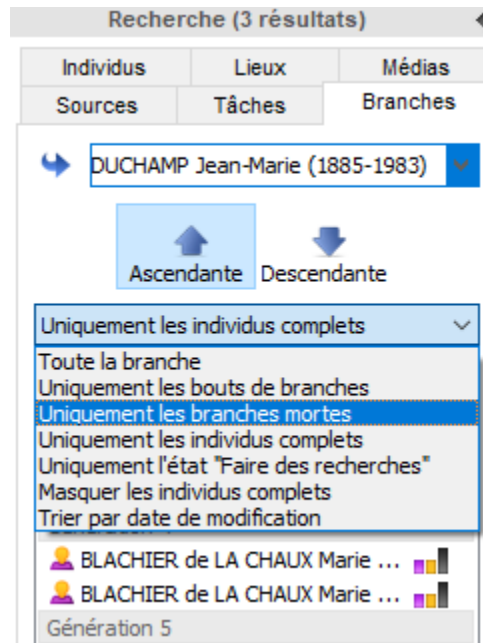 Recherche (3 résultats)
Individus Lieux Médias
Sources Tâches Branches
DUCHAMP Jean-Marie (1885-1983)
Ascendante Descendante
Uniquement les individus complets
Toute la branche
Uniquement les bouts de branches
Uniquement les branches mortes
Uniquement les individus complets
Uniquement l'état "Faire des recherches"
Masquer les individus complets
Trier par date de modification
BLACHIER de LA CHAUX Marie ...
BLACHIER de LA CHAUX Marie ...
Génération 5